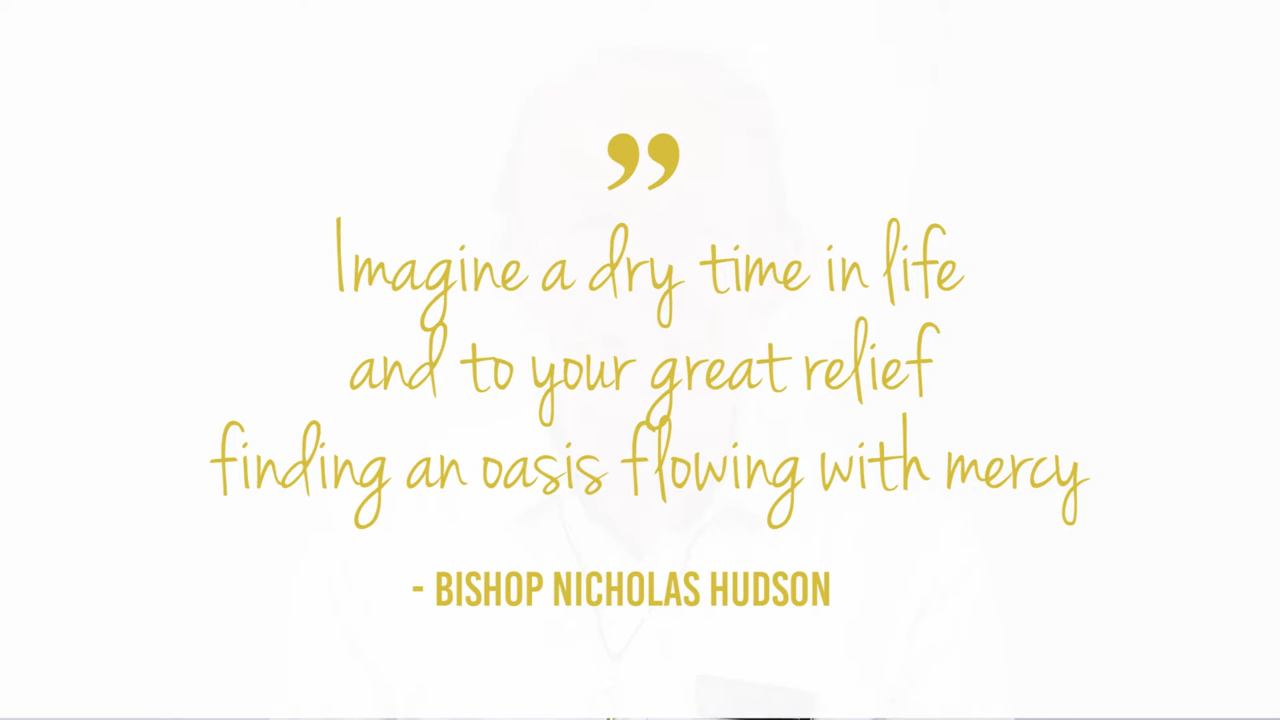 ”
Imagine a dry time in life
and to your great relief
finding an oasis flowing with mercy
- BISHOP NICHOLAS HUDSON